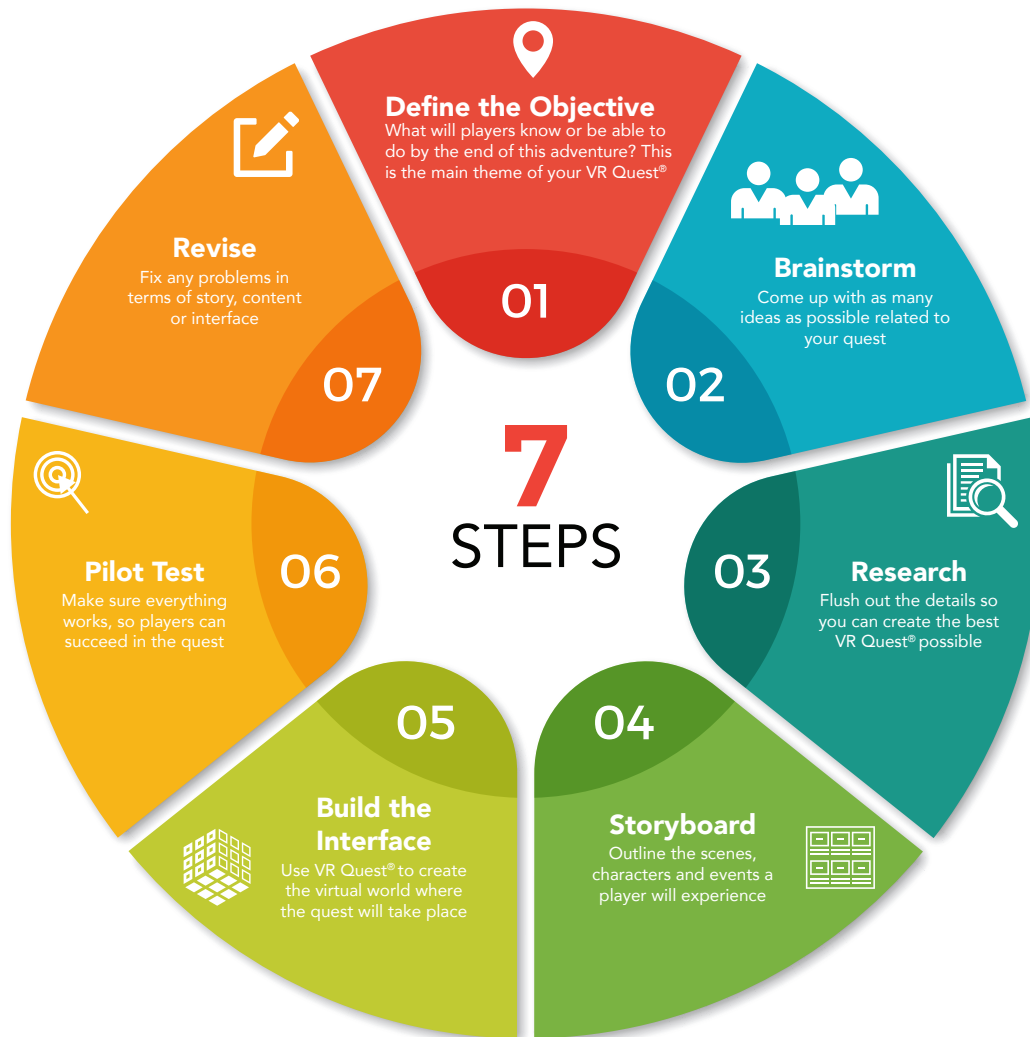 7
STEPS
01
Define the Objective
What will players know or be able to
do by the end of this adventure? This
is the main theme of your VR Quest®
02
Brainstorm
Come up with as many
ideas as possible related to
your quest
03
Research
Flush out the details so
you can create the best
VR Quest® possible
04
Storyboard
Outline the scenes,
characters and events a
player will experience
05
Build the
Interface
Use VR Quest® to create
the virtual world where
the quest will take place
06
Pilot Test
Make sure everything
works, so players can
succeed in the quest
07
Revise
Fix any problems in
terms of story, content
or interface